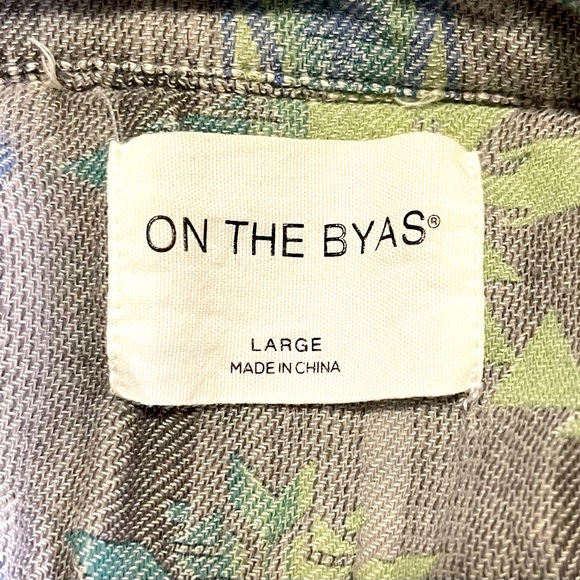 ON THE BYAS®
LARGE
MADE IN CHINA